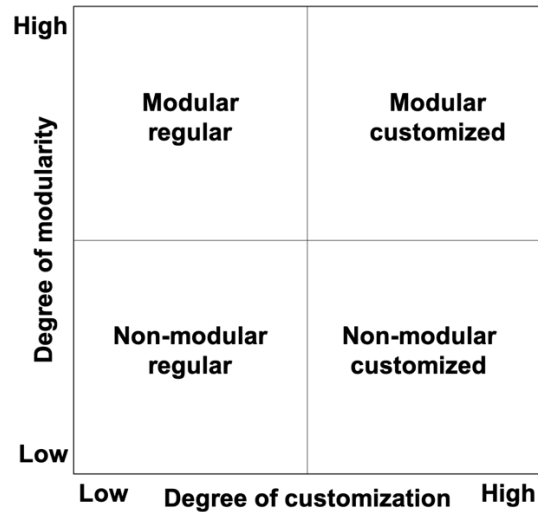 High
Modular
regular
Modular
customized
Degree of modularity
Non-modular
regular
Non-modular
customized
Low
Low
Degree of customization
High